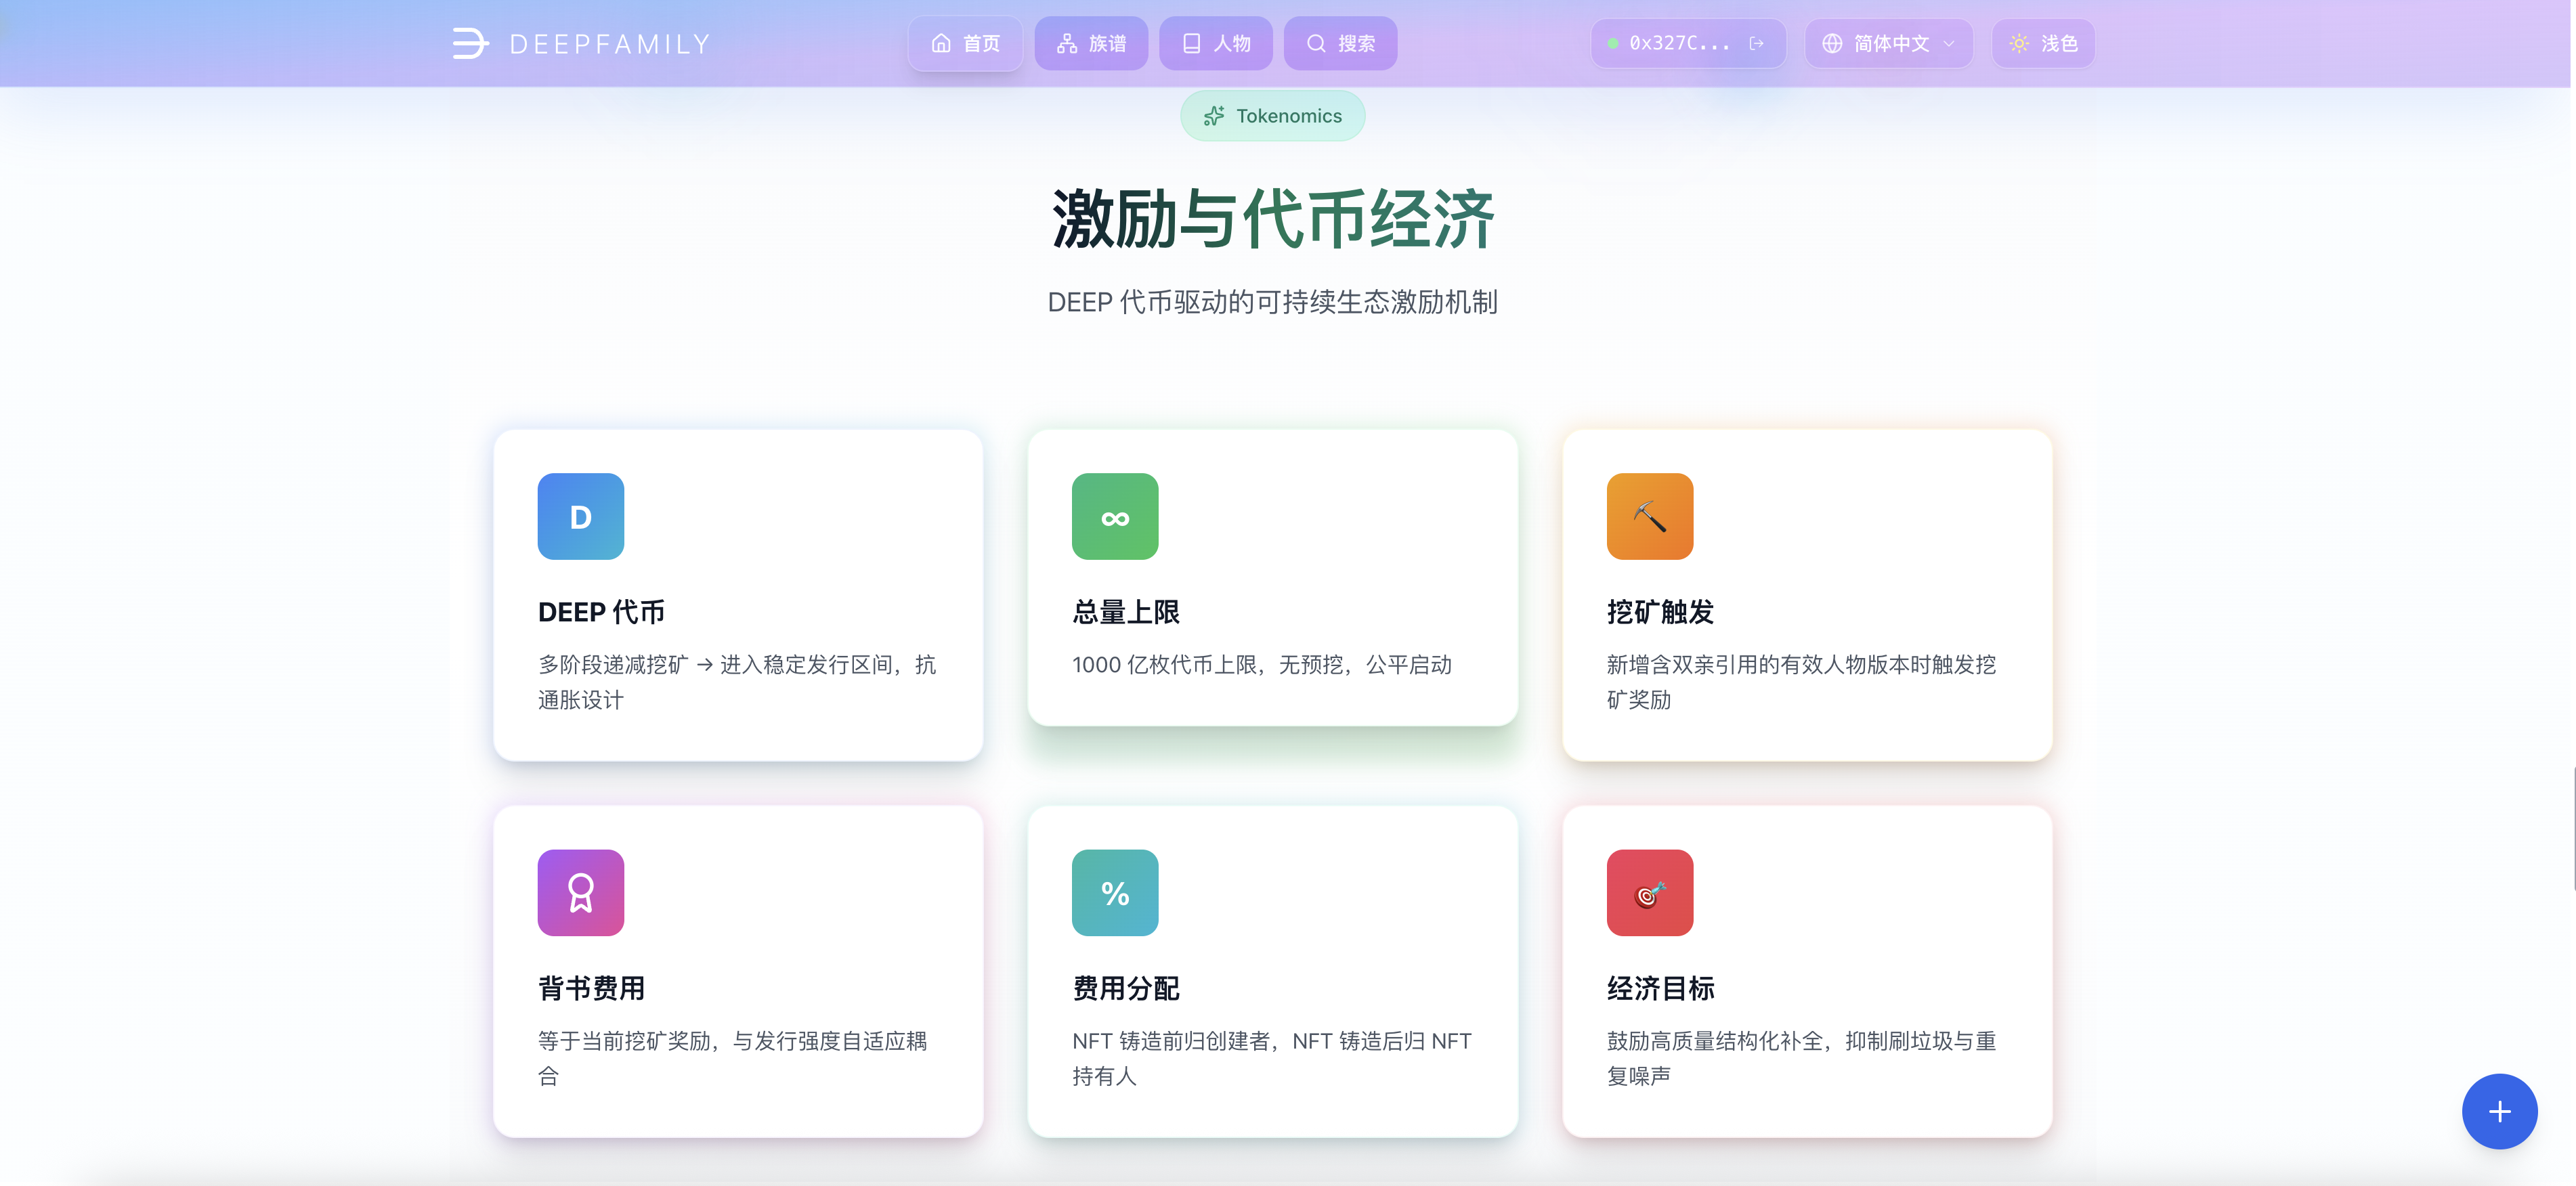 DEEPFAMILY
首页
族谱
人物
搜索
0x327C...
简体中文
浅色
Tokenomics
激励与代币经济
DEEP 代币驱动的可持续生态激励机制
D
DEEP 代币
多阶段递减挖矿 → 进入稳定发行区间，抗
通胀设计
∞
总量上限
1000 亿枚代币上限，无预挖，公平启动
挖矿触发
新增含双亲引用的有效人物版本时触发挖
矿奖励
背书费用
等于当前挖矿奖励，与发行强度自适应耦
合
%
费用分配
NFT 铸造前归创建者，NFT 铸造后归 NFT
持有人
经济目标
鼓励高质量结构化补全，抑制刷垃圾与重
复噪声